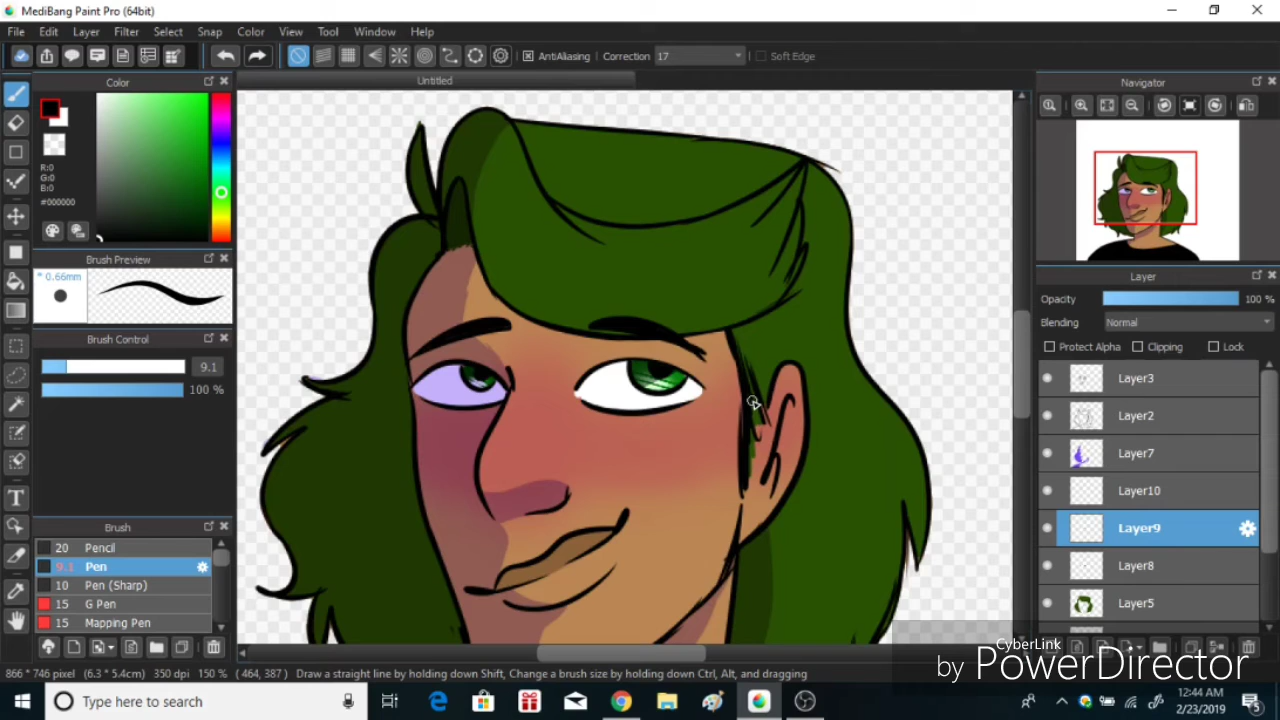 MediBang Paint Pro (64bit)
File Edit Layer Filter Select Snap Color View Tool Window Help
AntiAliasing Correction 17 Soft Edge
Color
Untitled
Navigator
R:0
G:0
B:0
#000000
Brush Preview
* 0.66mm
Brush Control
9.1
100 %
Brush
20 Pencil
9.1 Pen
10 Pen (Sharp)
15 G Pen
15 Mapping Pen
Layer
Opacity 100 %
Blending Normal
Protect Alpha Clipping Lock
Layer3
Layer2
Layer7
Layer10
Layer9
Layer8
Layer5
866 * 746 pixel (6.3 * 5.4cm) 350 dpi 150 % ( 464, 387 ) Draw a straight line by holding down Shift, Change a brush size by holding down Ctrl, Alt, and dragging
CyberLink
by PowerDirector
Type here to search
12:44 AM
2/23/2019
5